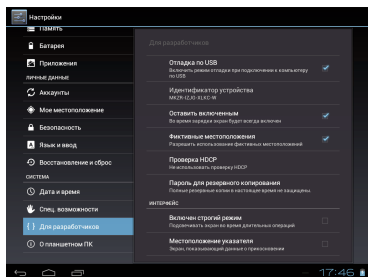 Настройки
Память
Батарея
Приложения
ЛИЧНЫЕ ДАННЫЕ
Аккаунты
Мое местоположение
Безопасность
Язык и ввод
Восстановление и сброс
СИСТЕМА
Дата и время
Спец. возможности
Для разработчиков
О планшетном ПК
Для разработчиков
Отладка по USB
Включить режим отладки при подключении к компьютеру
по USB
Идентификатор устройства
Оставить включенным
Во время зарядки экран будет всегда включен
Фиктивные местоположения
Разрешить использование фиктивных местоположений
Проверка HDCP
Не использовать проверку HDCP
Пароль для резервного копирования
Полные резервные копии в настоящее время не защищены.
ИНТЕРФЕЙС
Включен строгий режим
Подсвечивать экран во время длительных операций
Местоположение указателя
Экран, показывающий данные о прикосновении
17:46